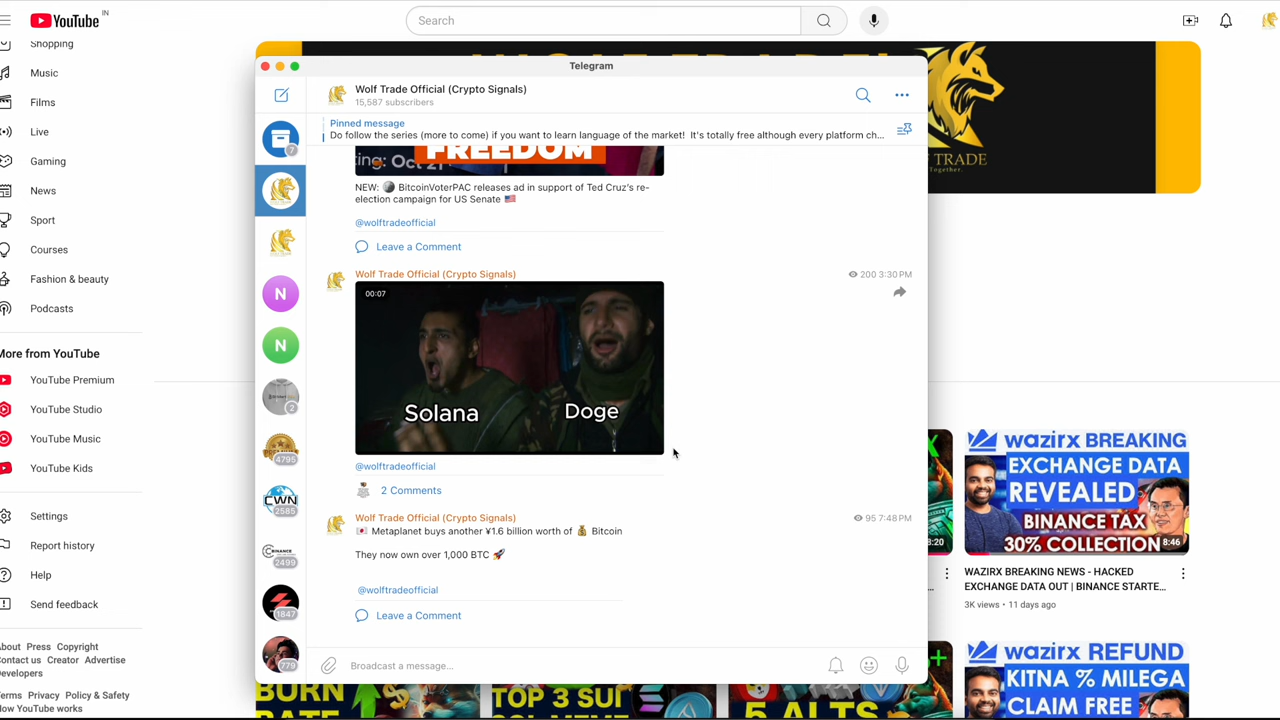 YouTube IN
Search
Shopping
Music
Films
Live
Gaming
News
Sport
Courses
Fashion & beauty
Podcasts
More from YouTube
YouTube Premium
YouTube Studio
YouTube Music
YouTube Kids
Settings
Report history
Help
Send feedback
About Press Copyright
Contact us Creator Advertise
Developers
Terms Privacy Policy & Safety
How YouTube works
Telegram
Wolf Trade Official (Crypto Signals)
15,587 subscribers
Pinned message
Do follow the series (more to come) if you want to learn language of the market! It's totally free although every platform ch...
FREEDOM
NEW: BitcoinVoterPAC releases ad in support of Ted Cruz's re-
election campaign for US Senate
@wolftradeofficial
Leave a Comment
Wolf Trade Official (Crypto Signals)
200 3:30 PM
00:07
Solana Doge
@wolftradeofficial
2 Comments
Wolf Trade Official (Crypto Signals)
95 7:48 PM
Metaplanet buys another ¥1.6 billion worth of Bitcoin
They now own over 1,000 BTC
@wolftradeofficial
Leave a Comment
Broadcast a message...
7
N
N
2
4795
CWN
2585
2499
1847
779
TRADE
Together.
wazirx BREAKING
EXCHANGE DATA
REVEALED
BINANCE TAX
30% COLLECTION
8:46
WAZIRX BREAKING NEWS - HACKED
EXCHANGE DATA OUT | BINANCE STARTE...
3K views • 11 days ago
wazirx REFUND
KITNA % MILEGA
CLAIM FREE
BURN
RATE
TOP 3 SUI
5 ALTS